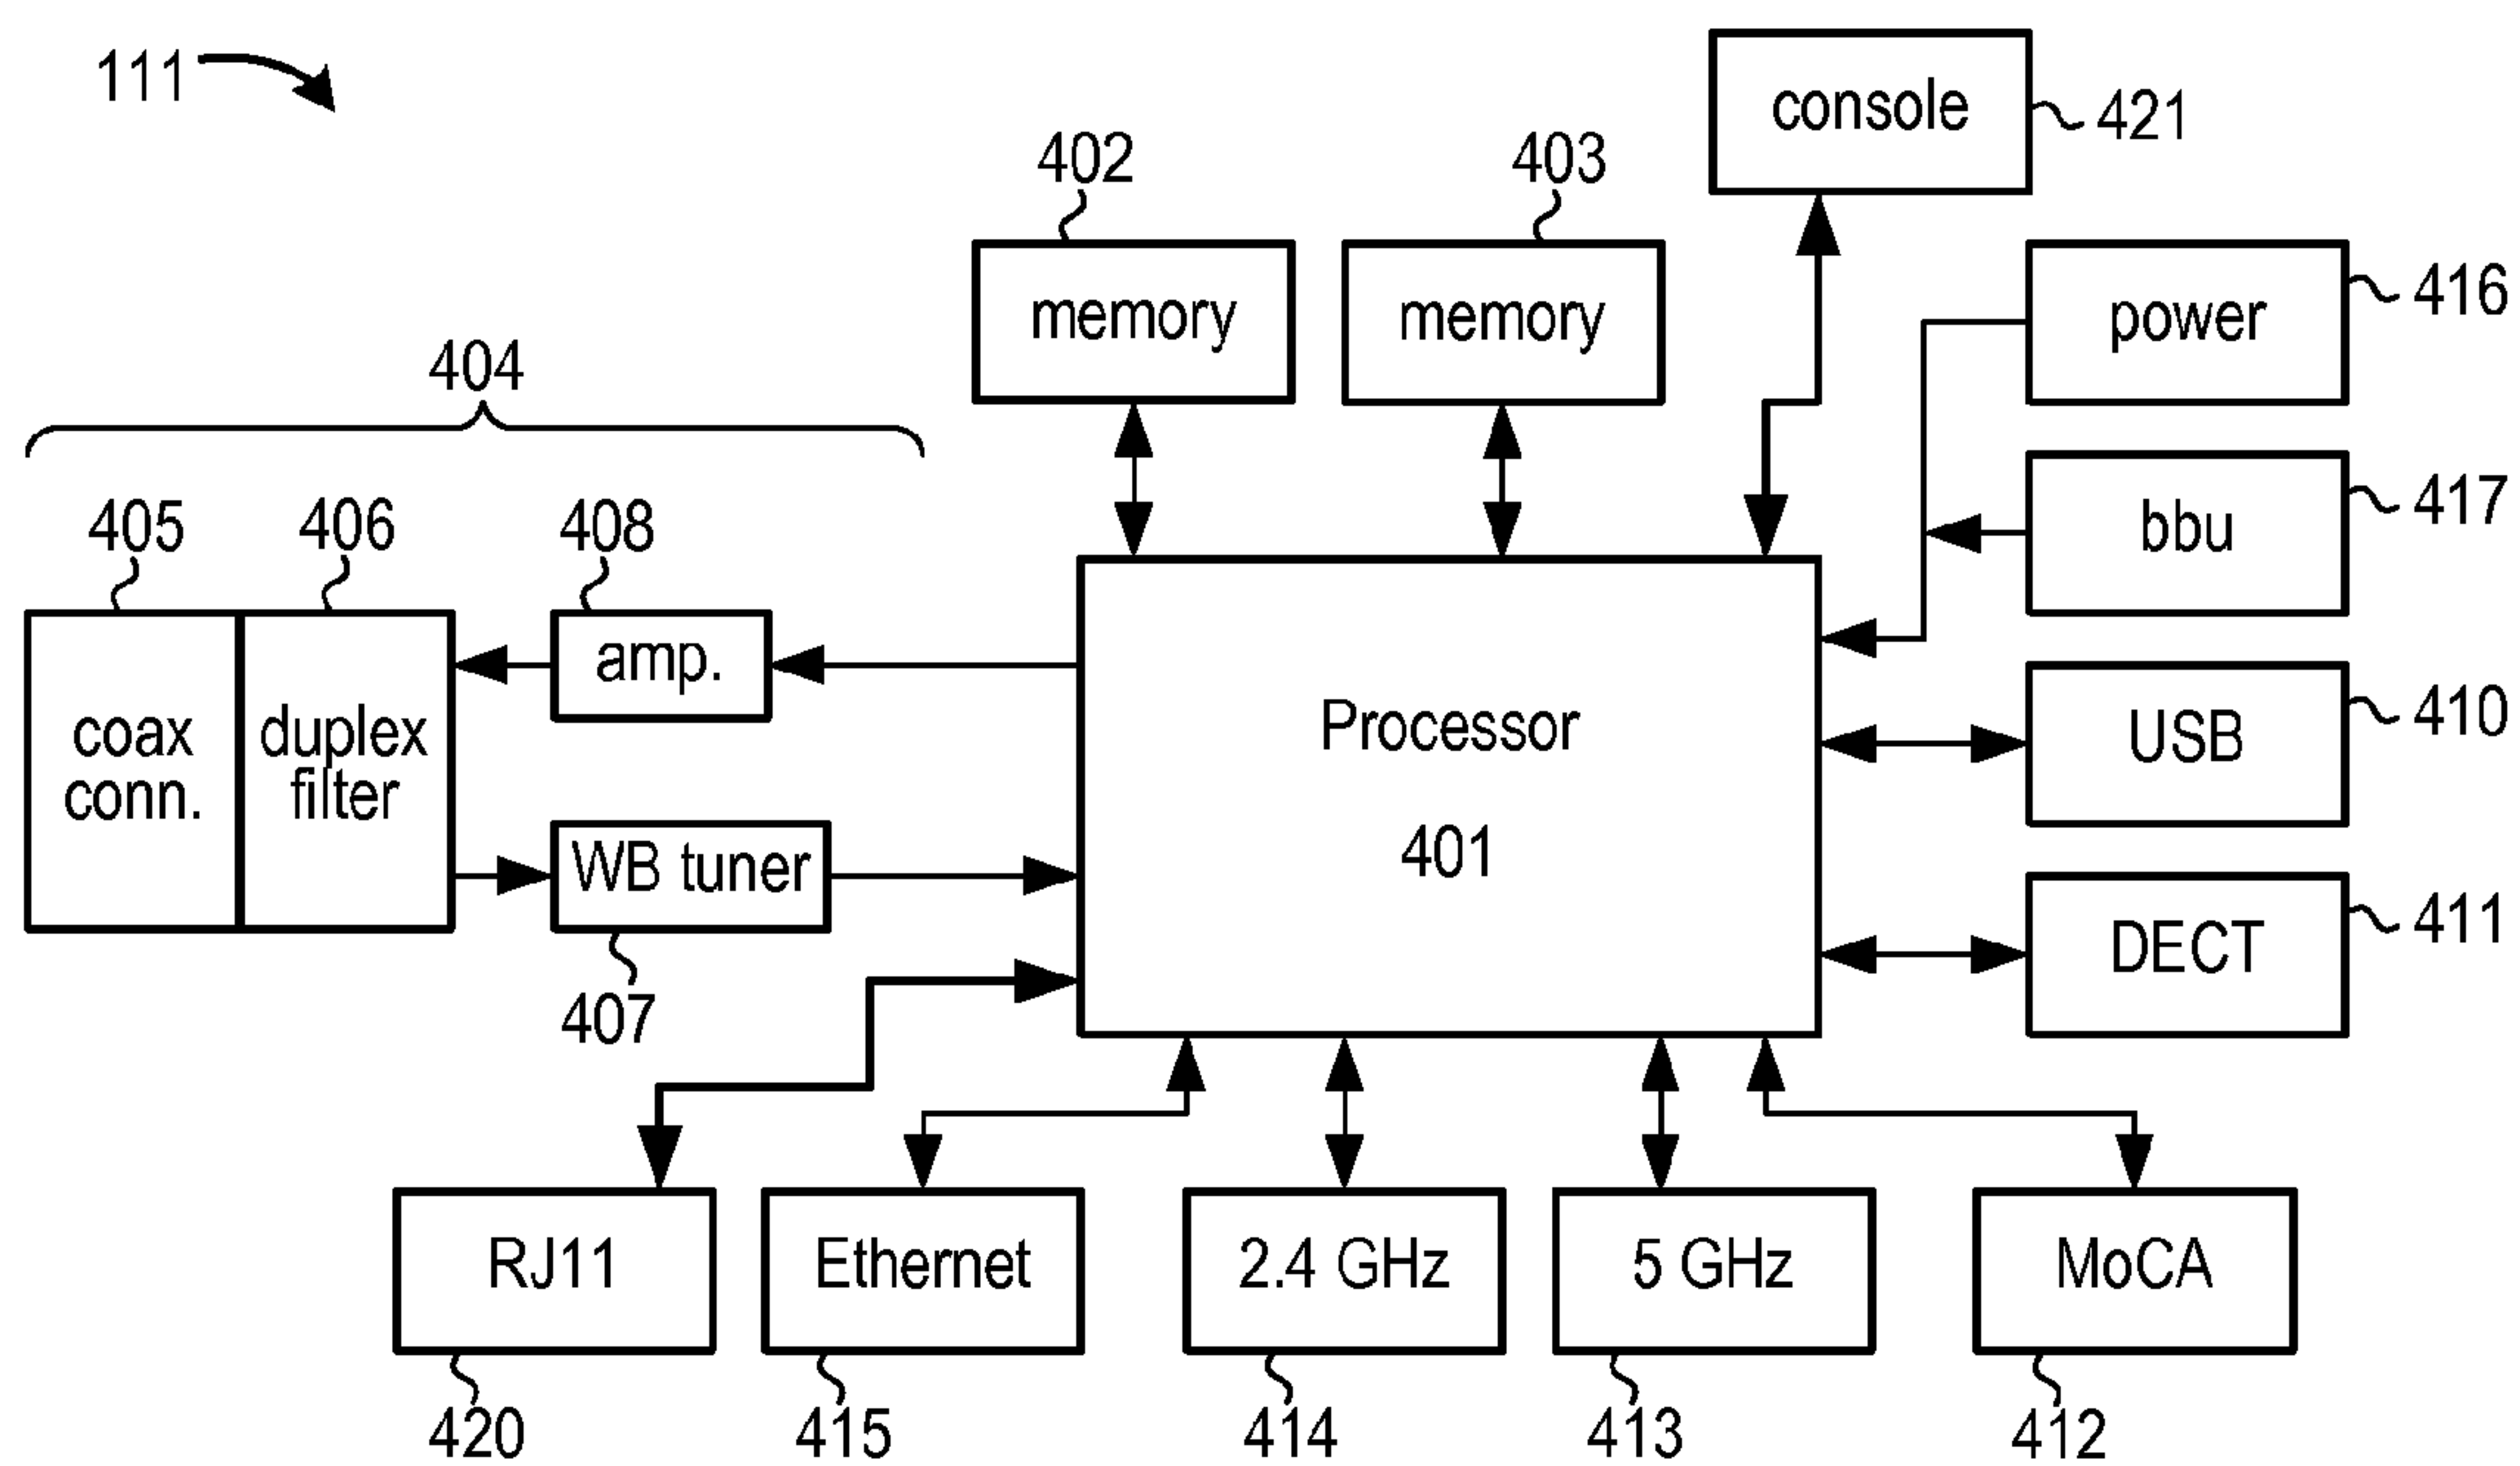 111
console
421
402
403
memory
memory
power
416
404
bbu
417
405
406
408
amp.
coax
conn.
duplex
filter
WB tuner
407
Processor
401
USB
410
DECT
411
RJ11
Ethernet
2.4 GHz
5 GHz
MoCA
420
415
414
413
412